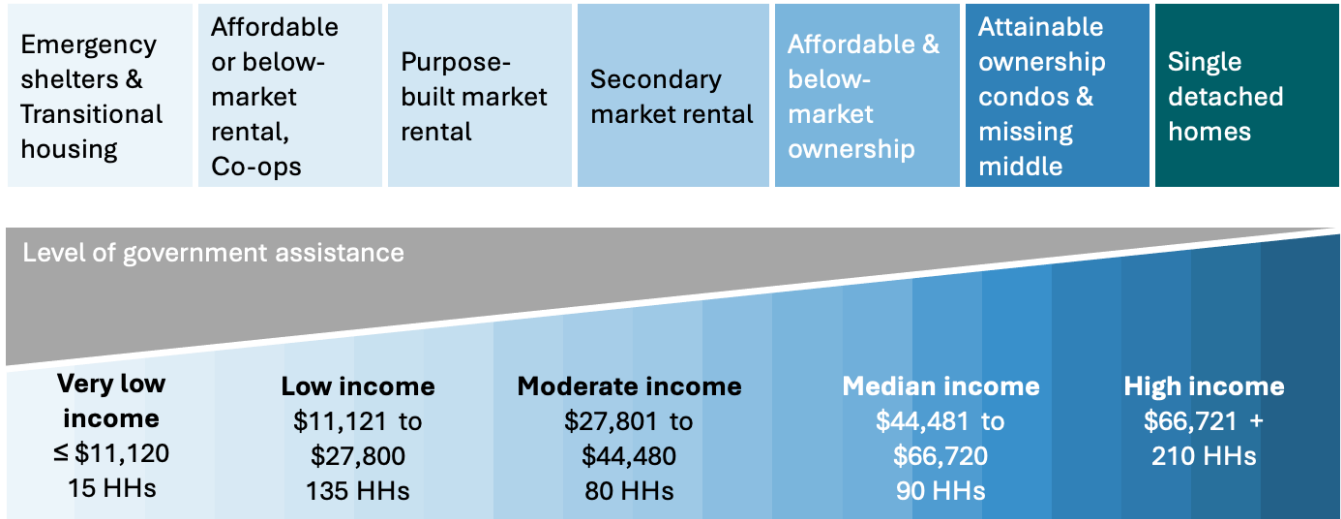 Emergency
shelters &
Transitional
housing
Affordable
or below-
market
rental,
Co-ops
Purpose-
built market
rental
Secondary
market rental
Affordable &
below-
market
ownership
Attainable
ownership
condos &
missing
middle
Single
detached
homes
Level of government assistance
Very low
income
≤ $11,120
15 HHs
Low income
$11,121 to
$27,800
135 HHs
Moderate income
$27,801 to
$44,480
80 HHs
Median income
$44,481 to
$66,720
90 HHs
High income
$66,721 +
210 HHs